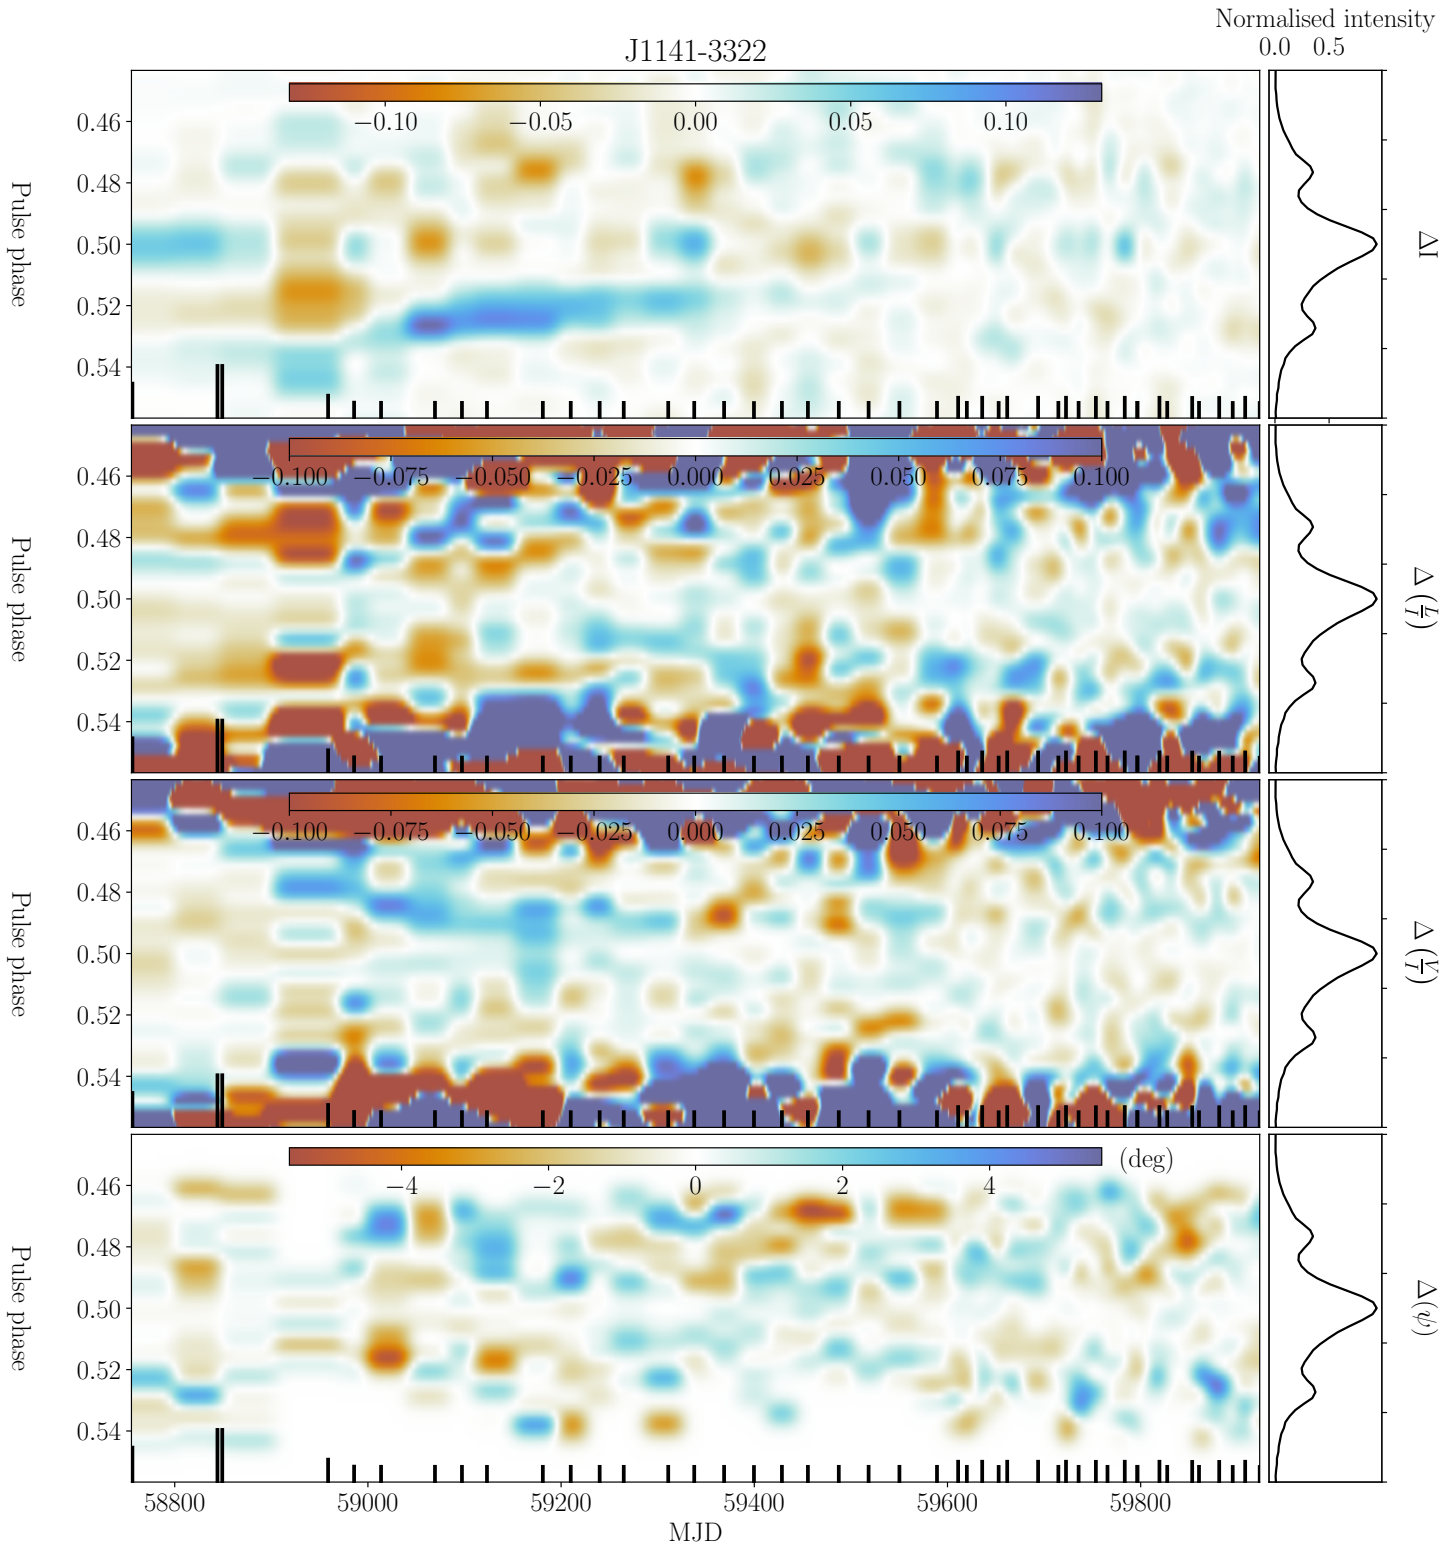 Normalised intensity
0.0 0.5
J1141-3322
−0.10 −0.05 0.00 0.05 0.10
0.46
0.48
0.50
0.52
0.54
Pulse phase
ΔI
−0.100 −0.075 −0.050 −0.025 0.000 0.025 0.050 0.075 0.100
0.46
0.48
0.50
0.52
0.54
Pulse phase
Δ(L/I)
−0.100 −0.075 −0.050 −0.025 0.000 0.025 0.050 0.075 0.100
0.46
0.48
0.50
0.52
0.54
Pulse phase
Δ(V/I)
(deg)
−4 −2 0 2 4
0.46
0.48
0.50
0.52
0.54
Pulse phase
Δ(ψ)
58800 59000 59200 59400 59600 59800
MJD